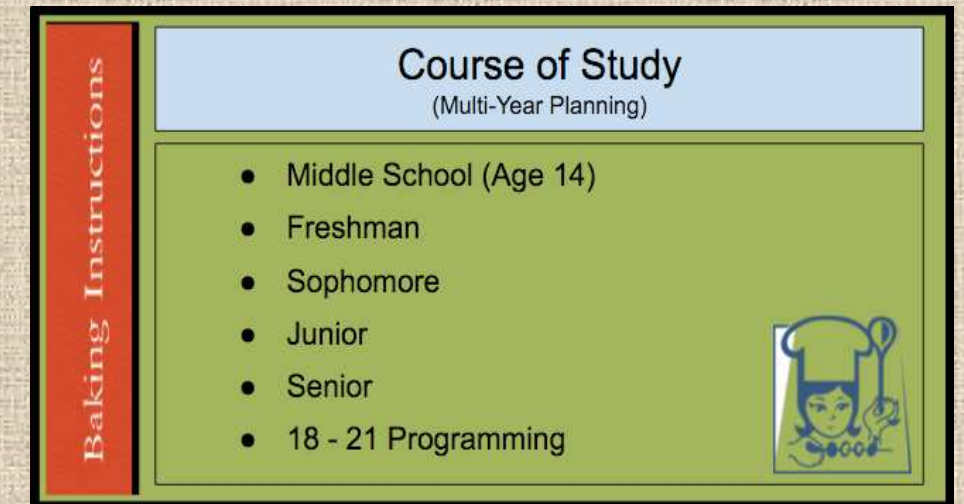 Baking Instructions
Course of Study
(Multi-Year Planning)
● Middle School (Age 14)
● Freshman
● Sophomore
● Junior
● Senior
● 18 - 21 Programming